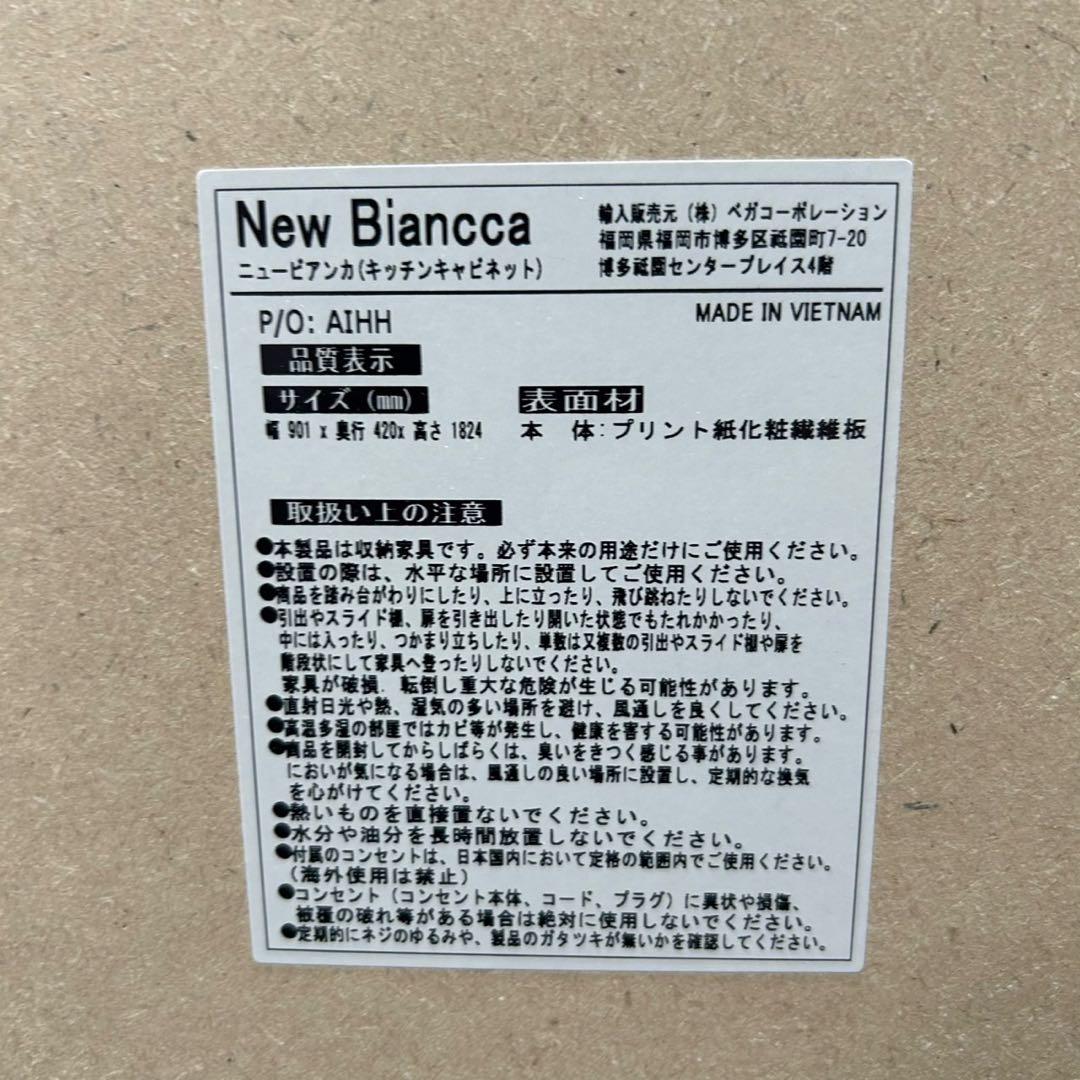 New Biancca
ニュービアンカ(キッチンキャビネット)
輸入販売元（株）ベガコーポレーション
福岡県福岡市博多区祗園町7-20
博多祗園センタープレイス4階
MADE IN VIETNAM
P/O: AIHH
品質表示
サイズ（mm）
幅 901 x 奥行 420x 高さ 1824
表面材
本　体:プリント紙化粧繊維板
取扱い上の注意
●本製品は収納家具です。必ず本来の用途だけにご使用ください。
●設置の際は、水平な場所に設置してご使用ください。
●商品を踏み台がわりにしたり、上に立ったり、飛び跳ねたりしないでください。
●引出やスライド棚、扉を引き出したり開いた状態でもたれかかったり、
中には入ったり、つかまり立ちしたり、単数は又複数の引出やスライド棚や扉を
階段状にして家具へ登ったりしないでください。
家具が破損．転倒し重大な危険が生じる可能性があります。
●直射日光や熱、湿気の多い場所を避け、風通しを良くしてください。
●高温多湿の部屋ではカビ等が発生し、健康を害する可能性があります。
●商品を開封してからしばらくは、臭いをきつく感じる事があります。
においが気になる場合は、風通しの良い場所に設置し、定期的な換気
を心がけてください。
●熱いものを直接置ないでください。
●水分や油分を長時間放置しないでください。
●付属のコンセントは、日本国内において定格の範囲内でご使用ください。
（海外使用は禁止）
●コンセント（コンセント本体、コード、プラグ）に異状や損傷、
被覆の破れ等がある場合は絶対に使用しないでください。
●定期的にネジのゆるみや、製品のガタツキが無いかを確認してください。